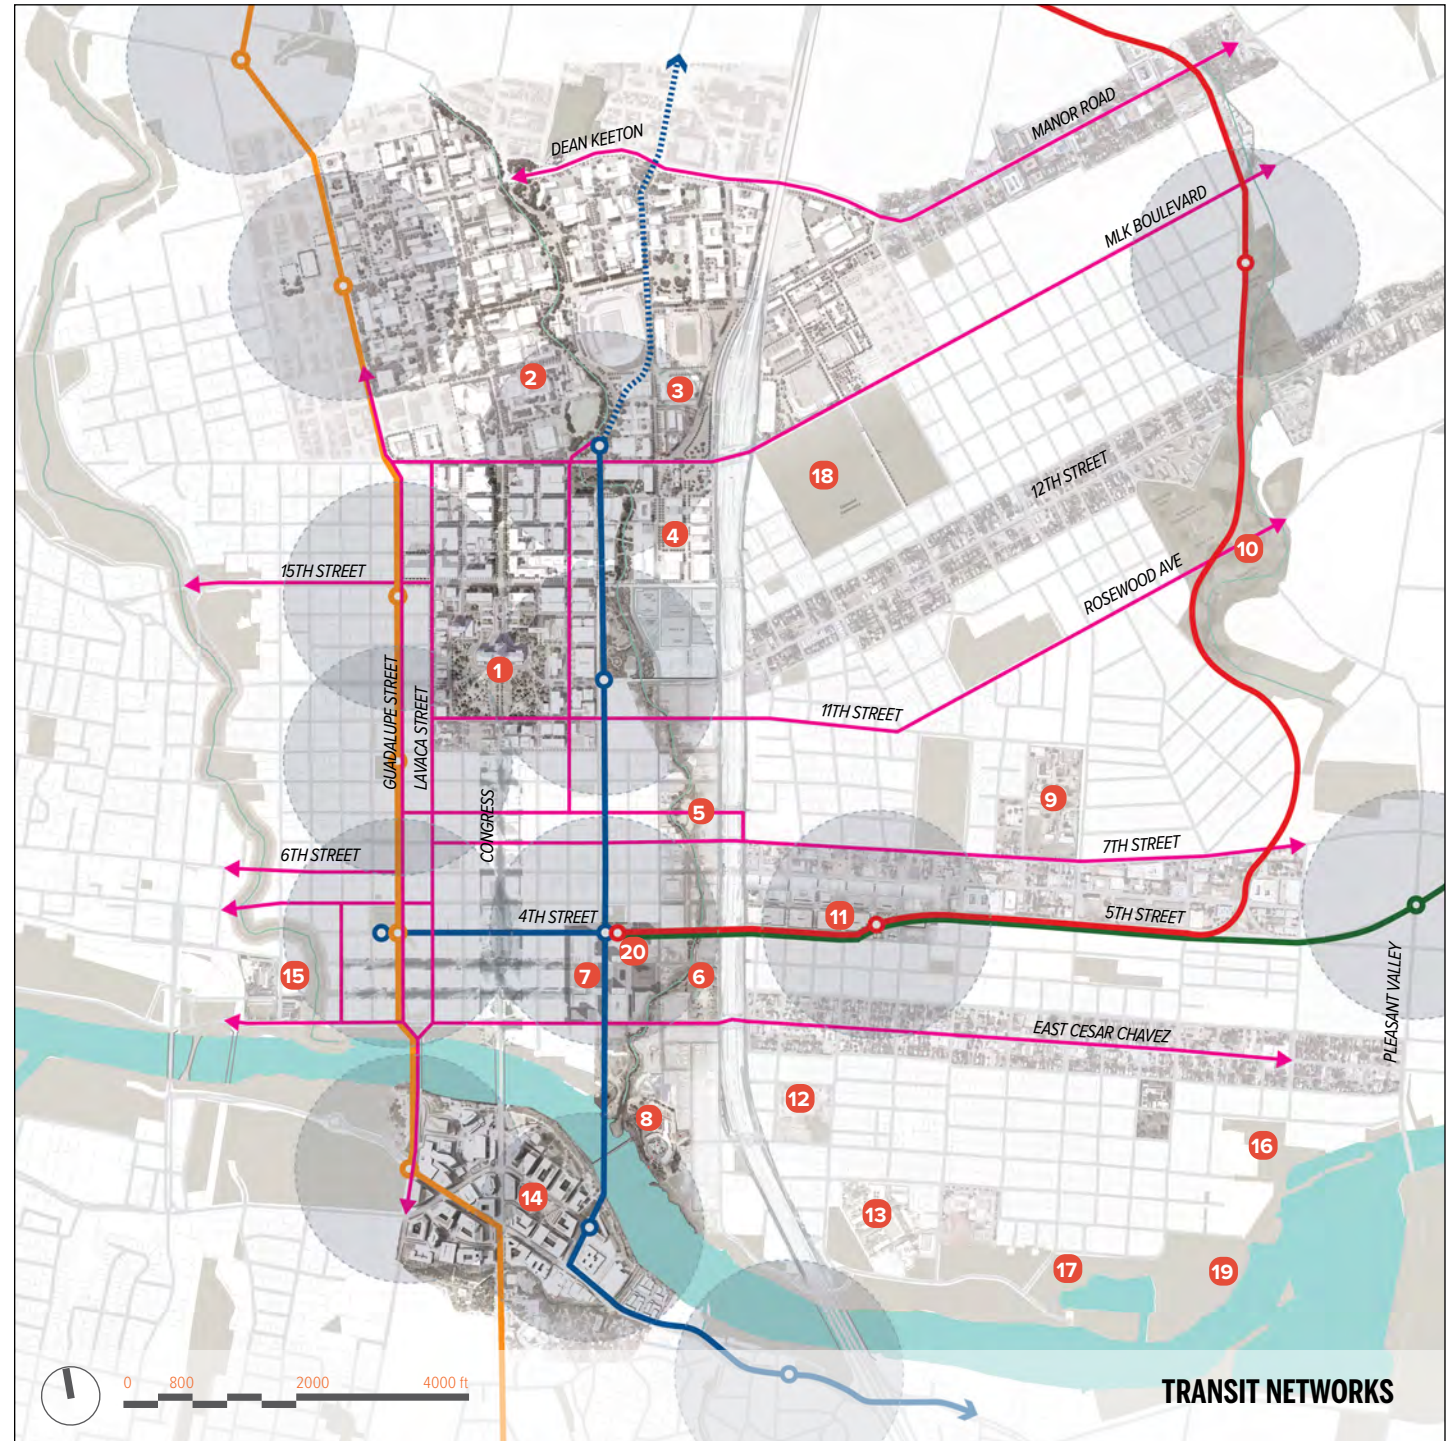 DEAN KEETON
MANOR ROAD
MLK BOULEVARD
2
3
18
12TH STREET
4
10
15TH STREET
ROSEWOOD AVE
1
GUADALUPE STREET
LAVACA STREET
11TH STREET
CONGRESS
9
5
6TH STREET
7TH STREET
4TH STREET
11
5TH STREET
20
15
7
6
PLEASANT VALLEY
EAST CESAR CHAVEZ
12
8
16
14
13
17
19
0 800 2000 4000 ft
TRANSIT NETWORKS